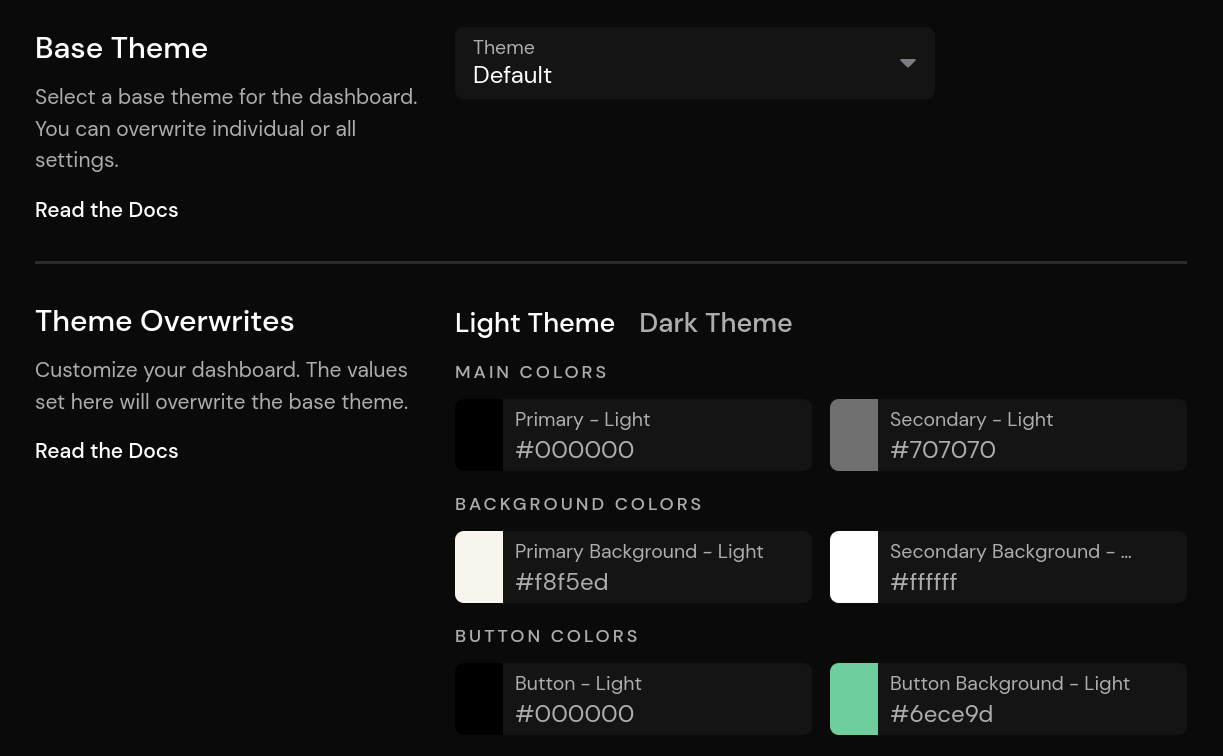 Base Theme
Select a base theme for the dashboard.
You can overwrite individual or all
settings.
Read the Docs
Theme
Default
Theme Overwrites
Customize your dashboard. The values
set here will overwrite the base theme.
Read the Docs
Light Theme Dark Theme
MAIN COLORS
Primary - Light
#000000
Secondary - Light
#707070
BACKGROUND COLORS
Primary Background - Light
#f8f5ed
Secondary Background - ...
#ffffff
BUTTON COLORS
Button - Light
#000000
Button Background - Light
#6ece9d